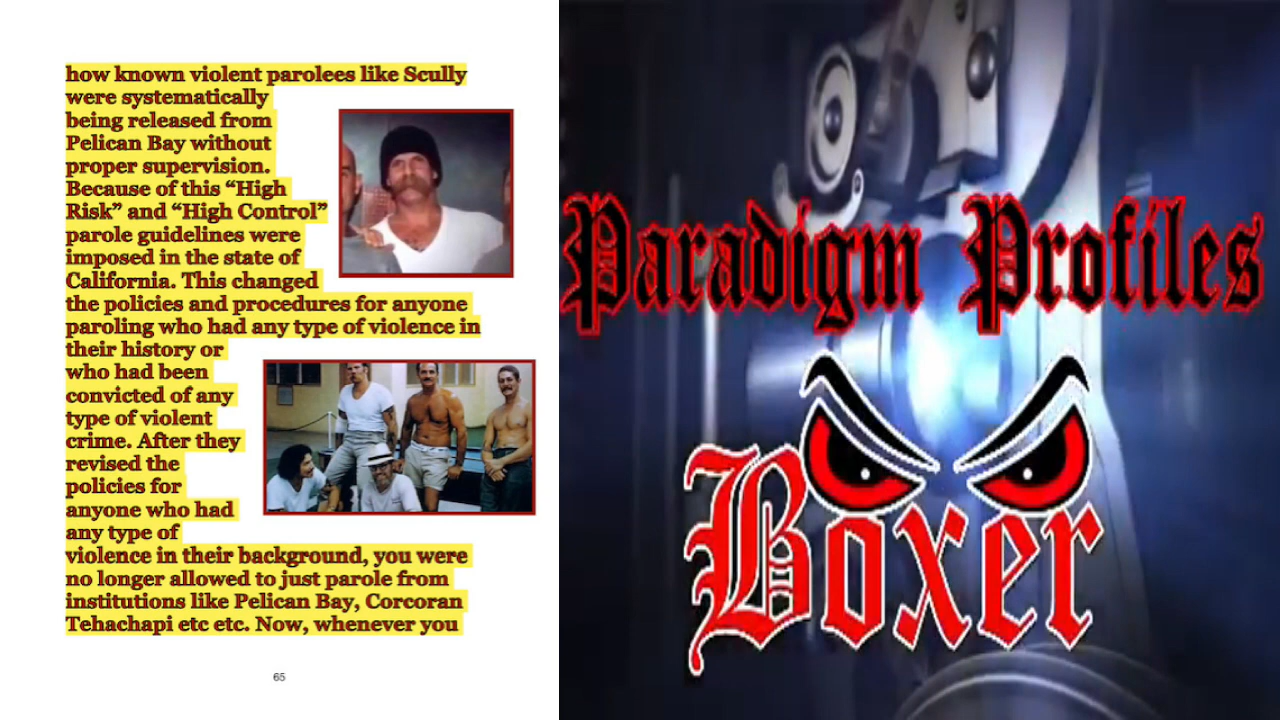 how known violent parolees like Scully
were systematically
being released from
Pelican Bay without
proper supervision.
Because of this “High
Risk” and “High Control”
parole guidelines were
imposed in the state of
California. This changed
the policies and procedures for anyone
paroling who had any type of violence in
their history or
who had been
convicted of any
type of violent
crime. After they
revised the
policies for
anyone who had
any type of
violence in their background, you were
no longer allowed to just parole from
institutions like Pelican Bay, Corcoran
Tehachapi etc etc. Now, whenever you
65
Paradigm Profiles
Boxer